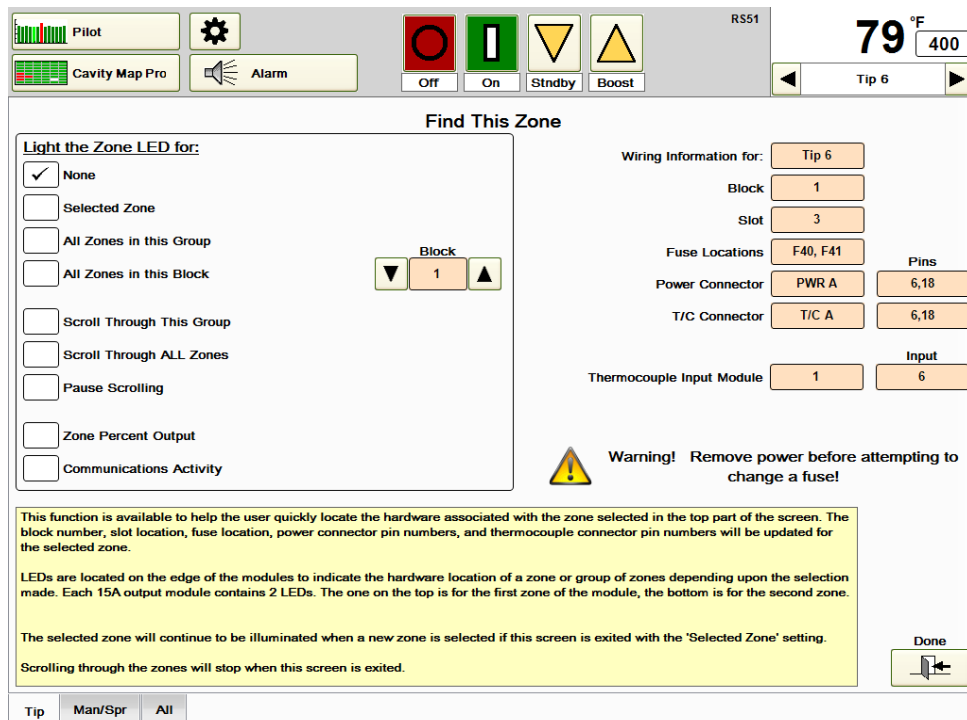 Pilot
Cavity Map Pro
Alarm
Off
On
Stndby
Boost
RS51
79 °F
400
Tip 6
Find This Zone
Light the Zone LED for:
None
Selected Zone
All Zones in this Group
All Zones in this Block
Block
1
Scroll Through This Group
Scroll Through ALL Zones
Pause Scrolling
Zone Percent Output
Communications Activity
Wiring Information for: Tip 6
Block 1
Slot 3
Fuse Locations F40, F41
Pins
Power Connector PWR A 6,18
T/C Connector T/C A 6,18
Input
Thermocouple Input Module 1 6
Warning! Remove power before attempting to
change a fuse!
This function is available to help the user quickly locate the hardware associated with the zone selected in the top part of the screen. The
block number, slot location, fuse location, power connector pin numbers, and thermocouple connector pin numbers will be updated for
the selected zone.
LEDs are located on the edge of the modules to indicate the hardware location of a zone or group of zones depending upon the selection
made. Each 15A output module contains 2 LEDs. The one on the top is for the first zone of the module, the bottom is for the second zone.
The selected zone will continue to be illuminated when a new zone is selected if this screen is exited with the 'Selected Zone' setting.
Scrolling through the zones will stop when this screen is exited.
Done
Tip
Man/Spr
All